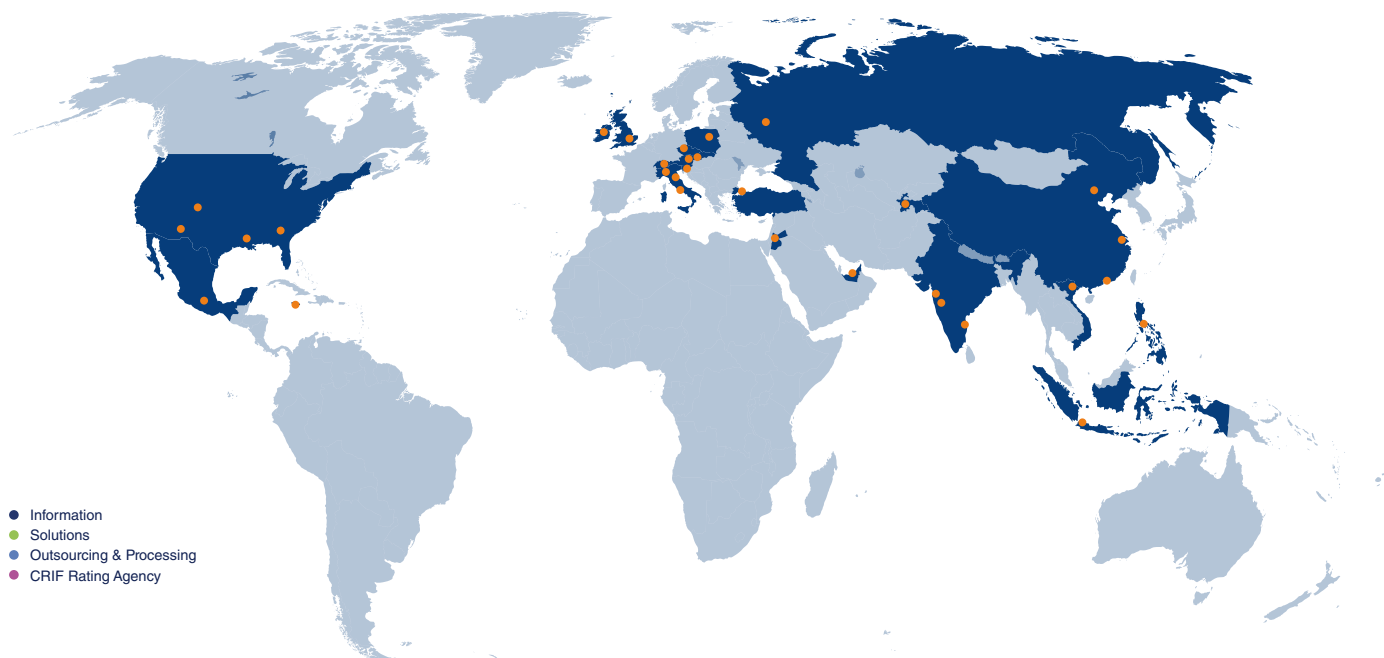 Information
Solutions
Outsourcing & Processing
CRIF Rating Agency